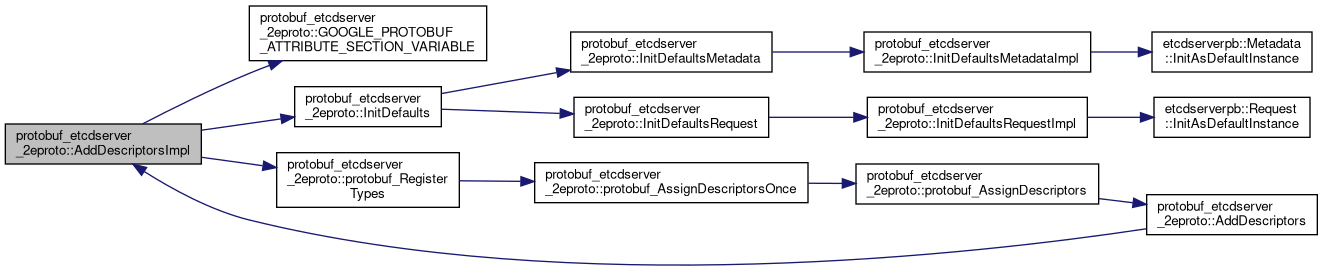 protobuf_etcdserver
_2eproto::AddDescriptorsImpl
protobuf_etcdserver
_2eproto::GOOGLE_PROTOBUF
_ATTRIBUTE_SECTION_VARIABLE
protobuf_etcdserver
_2eproto::InitDefaults
protobuf_etcdserver
_2eproto::protobuf_Register
Types
protobuf_etcdserver
_2eproto::InitDefaultsMetadata
protobuf_etcdserver
_2eproto::InitDefaultsMetadataImpl
etcdserverpb::Metadata
::InitAsDefaultInstance
protobuf_etcdserver
_2eproto::InitDefaultsRequest
protobuf_etcdserver
_2eproto::InitDefaultsRequestImpl
etcdserverpb::Request
::InitAsDefaultInstance
protobuf_etcdserver
_2eproto::protobuf_AssignDescriptorsOnce
protobuf_etcdserver
_2eproto::protobuf_AssignDescriptors
protobuf_etcdserver
_2eproto::AddDescriptors